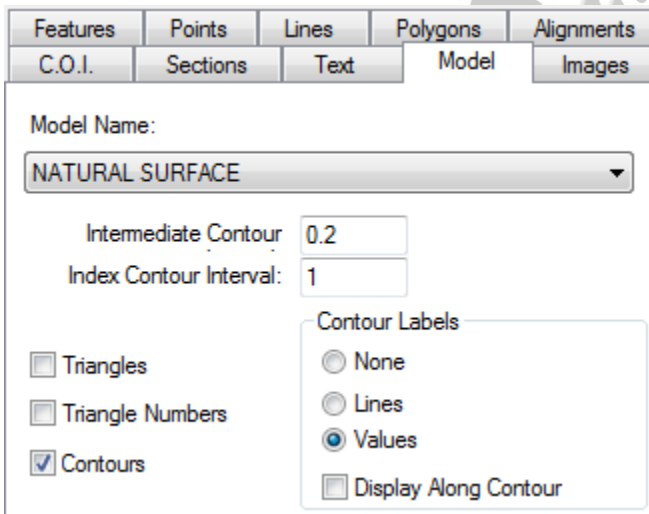 Features Points Lines Polygons Alignments
C.O.I. Sections Text Model Images
Model Name:
NATURAL SURFACE
Intermediate Contour 0.2
Index Contour Interval: 1
Contour Labels
Triangles
None
Triangle Numbers
Lines
Values
Contours
Display Along Contour